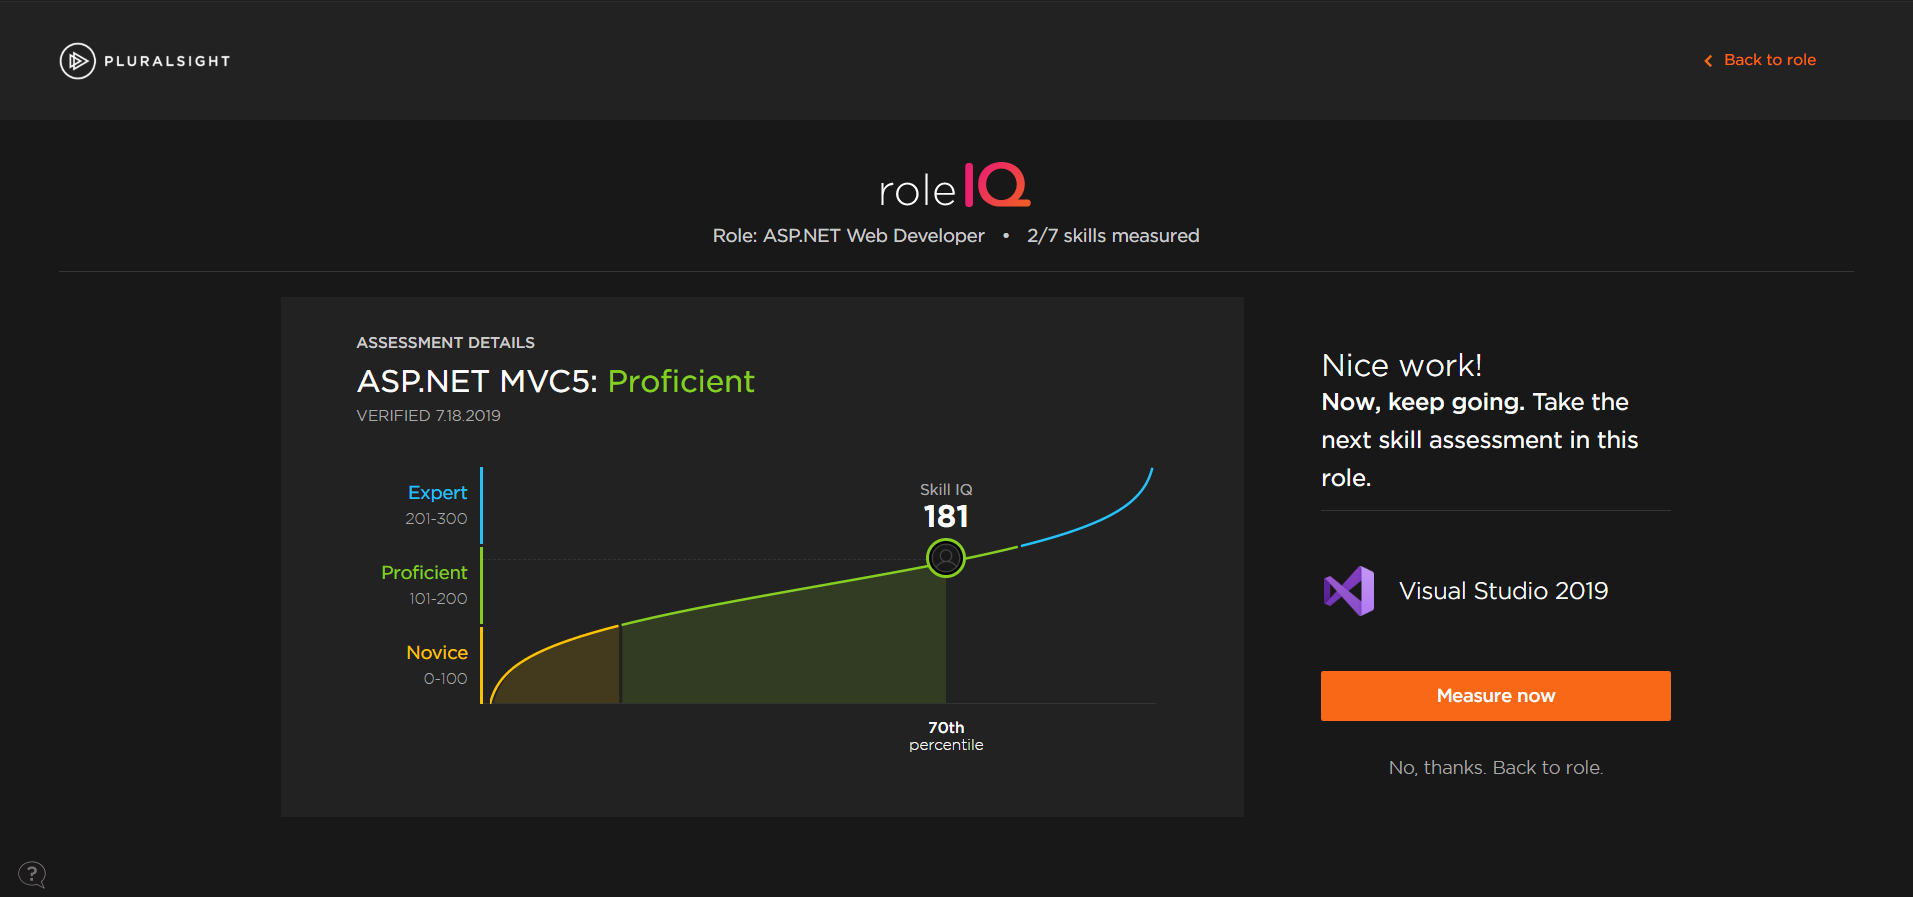 PLURALSIGHT
Back to role
role IQ
Role: ASP.NET Web Developer • 2/7 skills measured
ASSESSMENT DETAILS
ASP.NET MVC5: Proficient
VERIFIED 7.18.2019
Expert
201-300
Proficient
101-200
Novice
0-100
Skill IQ
181
70th
percentile
Nice work!
Now, keep going. Take the
next skill assessment in this
role.
Visual Studio 2019
Measure now
No, thanks. Back to role.
?